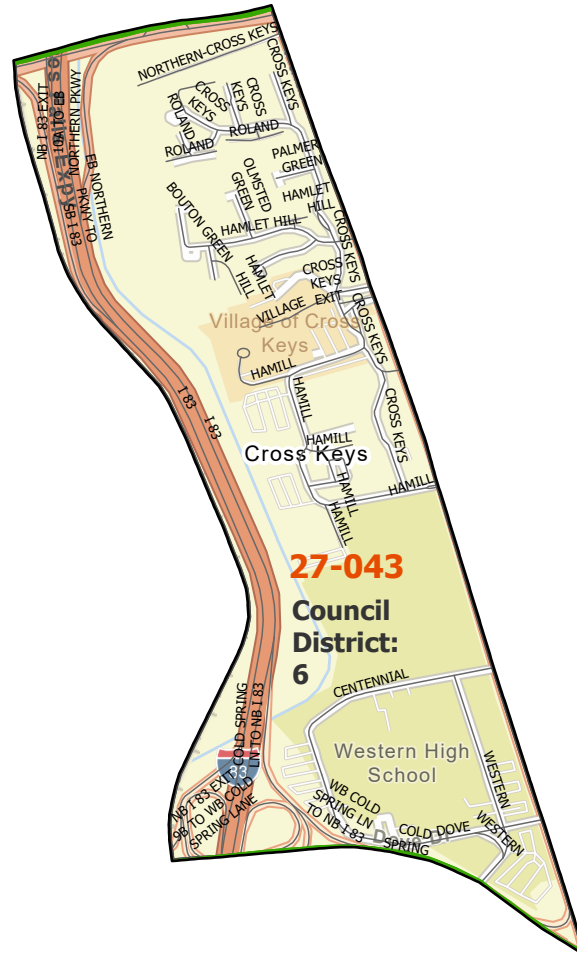 NORTHERN-CROSS KEYS
CROSS KEYS
NB I 83 EXIT
10A TO EB
NORTHERN PKWY
Expy
EB NORTHERN
PKWY TO
SB I 83
ROLAND
CROSS
KEYS
CROSS
KEYS
CROSS
ROLAND
ROLAND
PALMER
GREEN
OLMSTED
GREEN
HAMLET
HILL
BOUTON GREEN
HAMLET HILL
CROSS KEYS
HAMLET
HILL
CROSS
KEYS
VILLAGE
EXIT
Village of Cross
Keys
CROSS KEYS
HAMILL
I 83
I 83
HAMILL
CROSS KEYS
HAMILL
Cross Keys
HAMILL
HAMILL
HAMILL
27-043
Council
District:
6
CENTENNIAL
COLD SPRING
LN TO NB I 83
83
Western High
School
WESTERN
NB I 83 EXIT
9B TO WB COLD
SPRING LANE
WB COLD
SPRING LN
TO NB I 83
COLD
SPRING
DOVE
WESTERN